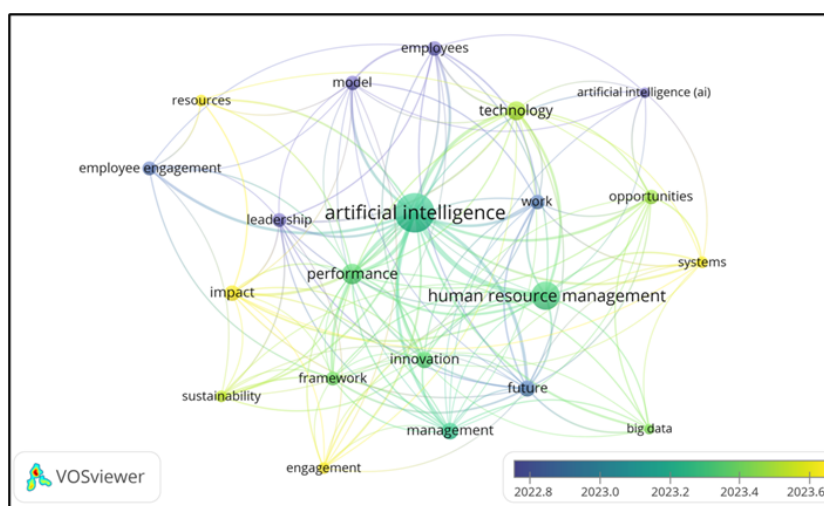 employees
model
artificial intelligence (ai)
resources
technology
employee engagement
opportunities
work
leadership
artificial intelligence
systems
performance
impact
human resource management
innovation
framework
future
sustainability
management
big data
engagement
VOSviewer
2022.8 2023.0 2023.2 2023.4 2023.6